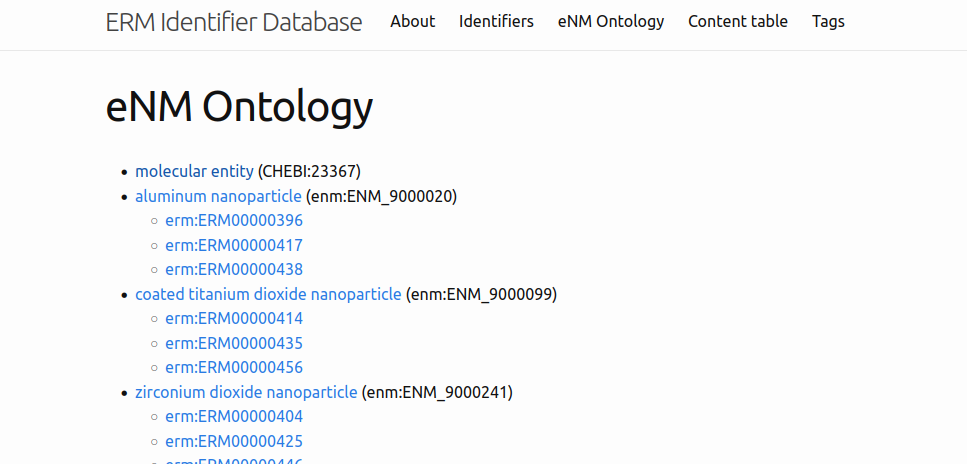 ERM Identifier Database About Identifiers eNM Ontology Content table Tags
eNM Ontology
molecular entity (CHEBI:23367)
aluminum nanoparticle (enm:ENM_9000020)
erm:ERM00000396
erm:ERM00000417
erm:ERM00000438
coated titanium dioxide nanoparticle (enm:ENM_9000099)
erm:ERM00000414
erm:ERM00000435
erm:ERM00000456
zirconium dioxide nanoparticle (enm:ENM_9000241)
erm:ERM00000404
erm:ERM00000425